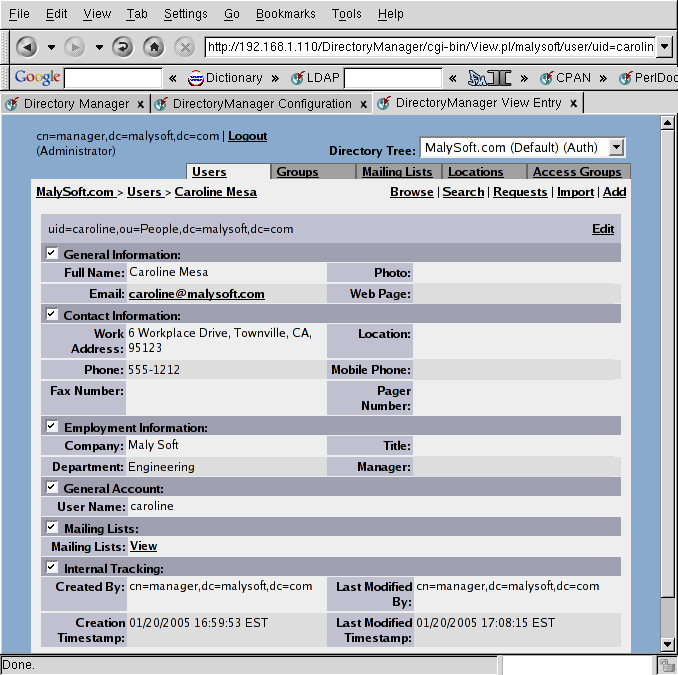 File Edit View Tab Settings Go Bookmarks Tools Help
http://192.168.1.110/DirectoryManager/cgi-bin/View.pl/malysoft/user/uid=carolin
Google « Dictionary » LDAP « » CPAN » PerlDoc
Directory Manager x DirectoryManager Configuration x DirectoryManager View Entry x
cn=manager,dc=malysoft,dc=com | Logout
(Administrator)
Directory Tree: MalySoft.com (Default) (Auth)
Users Groups Mailing Lists Locations Access Groups
MalySoft.com > Users > Caroline Mesa Browse | Search | Requests | Import | Add
uid=caroline,ou=People,dc=malysoft,dc=com Edit
General Information:
Full Name: Caroline Mesa Photo:
Email: caroline@malysoft.com Web Page:
Contact Information:
Work 6 Workplace Drive, Townville, CA, Location:
Address: 95123
Phone: 555-1212 Mobile Phone:
Fax Number: Pager
Number:
Employment Information:
Company: Maly Soft Title:
Department: Engineering Manager:
General Account:
User Name: caroline
Mailing Lists:
Mailing Lists: View
Internal Tracking:
Created By: cn=manager,dc=malysoft,dc=com Last Modified cn=manager,dc=malysoft,dc=com
By:
Creation 01/20/2005 16:59:53 EST Last Modified 01/20/2005 17:08:15 EST
Timestamp: Timestamp:
Done.